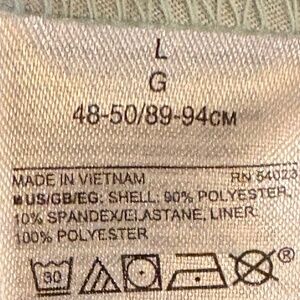 L
G
48-50/89-94CM
MADE IN VIETNAM RN 54023
US/GB/EG: SHELL: 90% POLYESTER,
10% SPANDEX/ELASTANE, LINER:
100% POLYESTER
30 ®